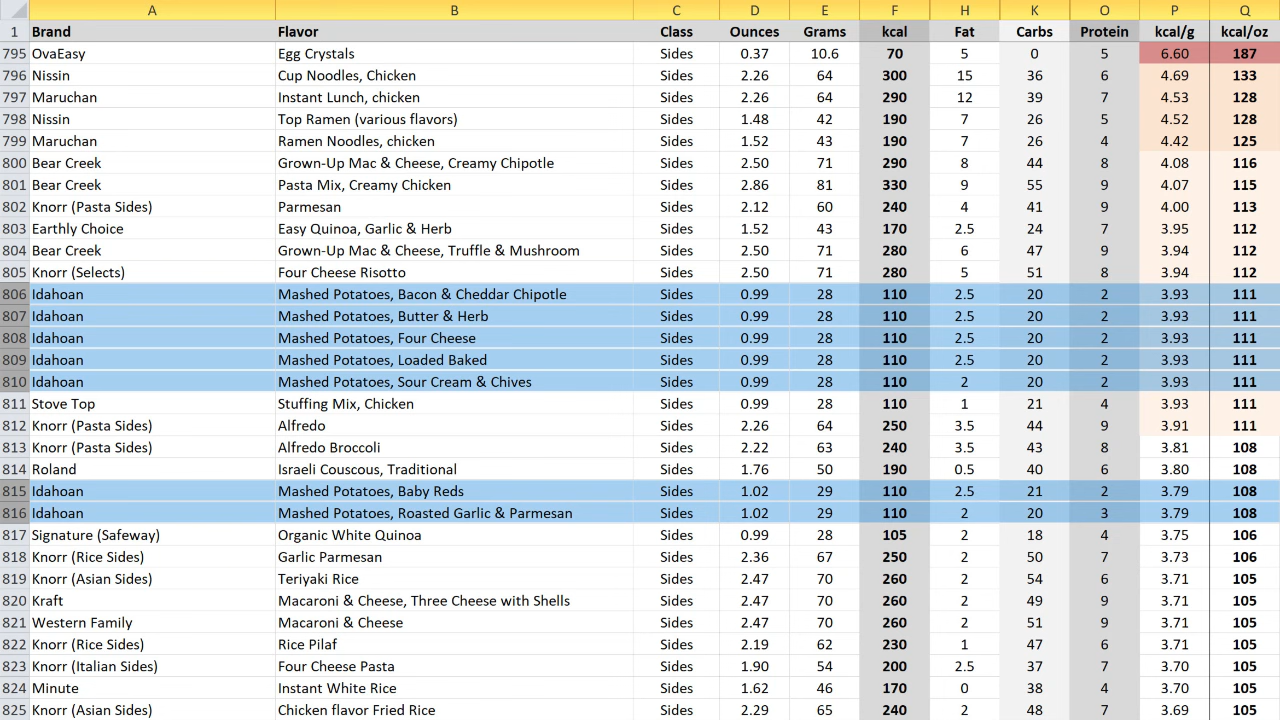 A B C D E F H K O P Q
1 Brand Flavor Class Ounces Grams kcal Fat Carbs Protein kcal/g kcal/oz
795 OvaEasy Egg Crystals Sides 0.37 10.6 70 5 0 5 6.60 187
796 Nissin Cup Noodles, Chicken Sides 2.26 64 300 15 36 6 4.69 133
797 Maruchan Instant Lunch, chicken Sides 2.26 64 290 12 39 7 4.53 128
798 Nissin Top Ramen (various flavors) Sides 1.48 42 190 7 26 5 4.52 128
799 Maruchan Ramen Noodles, chicken Sides 1.52 43 190 7 26 4 4.42 125
800 Bear Creek Grown-Up Mac & Cheese, Creamy Chipotle Sides 2.50 71 290 8 44 8 4.08 116
801 Bear Creek Pasta Mix, Creamy Chicken Sides 2.86 81 330 9 55 9 4.07 115
802 Knorr (Pasta Sides) Parmesan Sides 2.12 60 240 4 41 9 4.00 113
803 Earthly Choice Easy Quinoa, Garlic & Herb Sides 1.52 43 170 2.5 24 7 3.95 112
804 Bear Creek Grown-Up Mac & Cheese, Truffle & Mushroom Sides 2.50 71 280 6 47 9 3.94 112
805 Knorr (Selects) Four Cheese Risotto Sides 2.50 71 280 5 51 8 3.94 112
806 Idahoan Mashed Potatoes, Bacon & Cheddar Chipotle Sides 0.99 28 110 2.5 20 2 3.93 111
807 Idahoan Mashed Potatoes, Butter & Herb Sides 0.99 28 110 2.5 20 2 3.93 111
808 Idahoan Mashed Potatoes, Four Cheese Sides 0.99 28 110 2.5 20 2 3.93 111
809 Idahoan Mashed Potatoes, Loaded Baked Sides 0.99 28 110 2.5 20 2 3.93 111
810 Idahoan Mashed Potatoes, Sour Cream & Chives Sides 0.99 28 110 2 20 2 3.93 111
811 Stove Top Stuffing Mix, Chicken Sides 0.99 28 110 1 21 4 3.93 111
812 Knorr (Pasta Sides) Alfredo Sides 2.26 64 250 3.5 44 9 3.91 111
813 Knorr (Pasta Sides) Alfredo Broccoli Sides 2.22 63 240 3.5 43 8 3.81 108
814 Roland Israeli Couscous, Traditional Sides 1.76 50 190 0.5 40 6 3.80 108
815 Idahoan Mashed Potatoes, Baby Reds Sides 1.02 29 110 2.5 21 2 3.79 108
816 Idahoan Mashed Potatoes, Roasted Garlic & Parmesan Sides 1.02 29 110 2 20 3 3.79 108
817 Signature (Safeway) Organic White Quinoa Sides 0.99 28 105 2 18 4 3.75 106
818 Knorr (Rice Sides) Garlic Parmesan Sides 2.36 67 250 2 50 7 3.73 106
819 Knorr (Asian Sides) Teriyaki Rice Sides 2.47 70 260 2 54 6 3.71 105
820 Kraft Macaroni & Cheese, Three Cheese with Shells Sides 2.47 70 260 2 49 9 3.71 105
821 Western Family Macaroni & Cheese Sides 2.47 70 260 2 51 9 3.71 105
822 Knorr (Rice Sides) Rice Pilaf Sides 2.19 62 230 1 47 6 3.71 105
823 Knorr (Italian Sides) Four Cheese Pasta Sides 1.90 54 200 2.5 37 7 3.70 105
824 Minute Instant White Rice Sides 1.62 46 170 0 38 4 3.70 105
825 Knorr (Asian Sides) Chicken flavor Fried Rice Sides 2.29 65 240 2 48 7 3.69 105